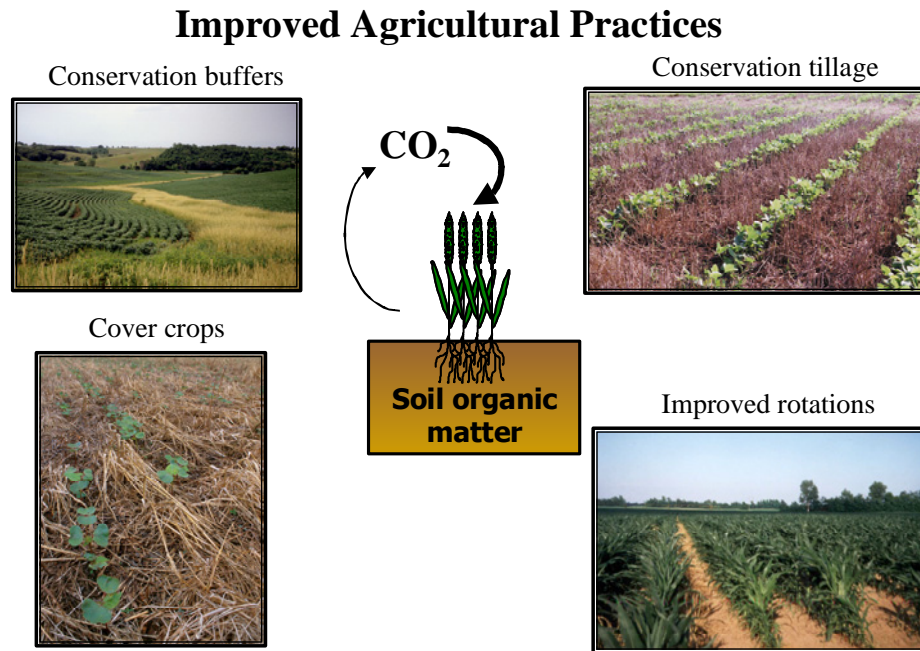 Improved Agricultural Practices
Conservation buffers
Conservation tillage
CO₂
Cover crops
Soil organic
matter
Improved rotations